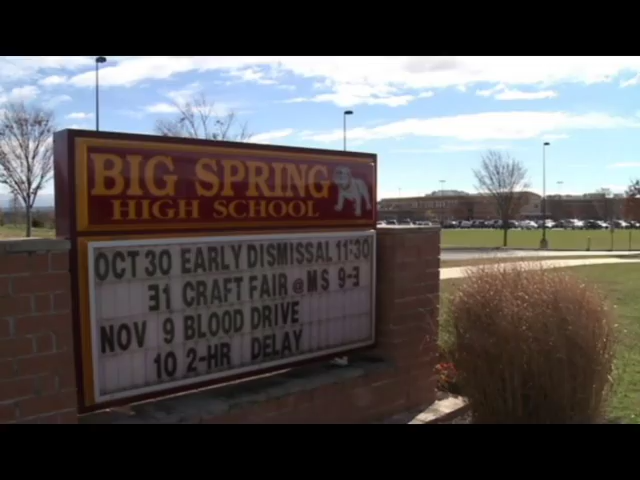 BIG SPRING
HIGH SCHOOL
OCT 30 EARLY DISMISSAL 11:30
31 CRAFT FAIR @ MS 9-3
NOV 9 BLOOD DRIVE
10 2-HR DELAY